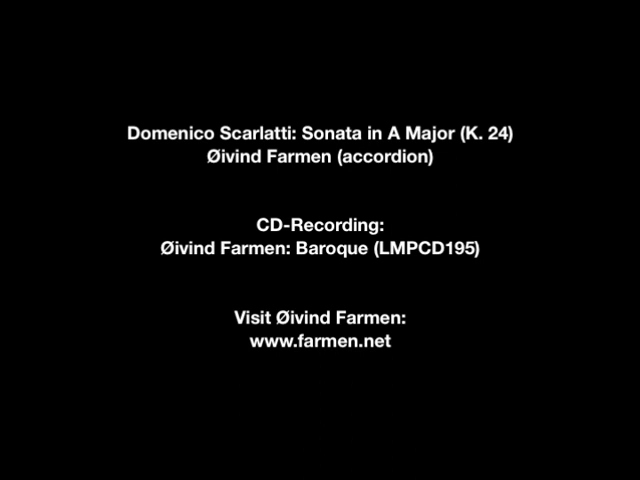 Domenico Scarlatti: Sonata in A Major (K. 24)
Øivind Farmen (accordion)
CD-Recording:
Øivind Farmen: Baroque (LMPCD195)
Visit Øivind Farmen:
www.farmen.net